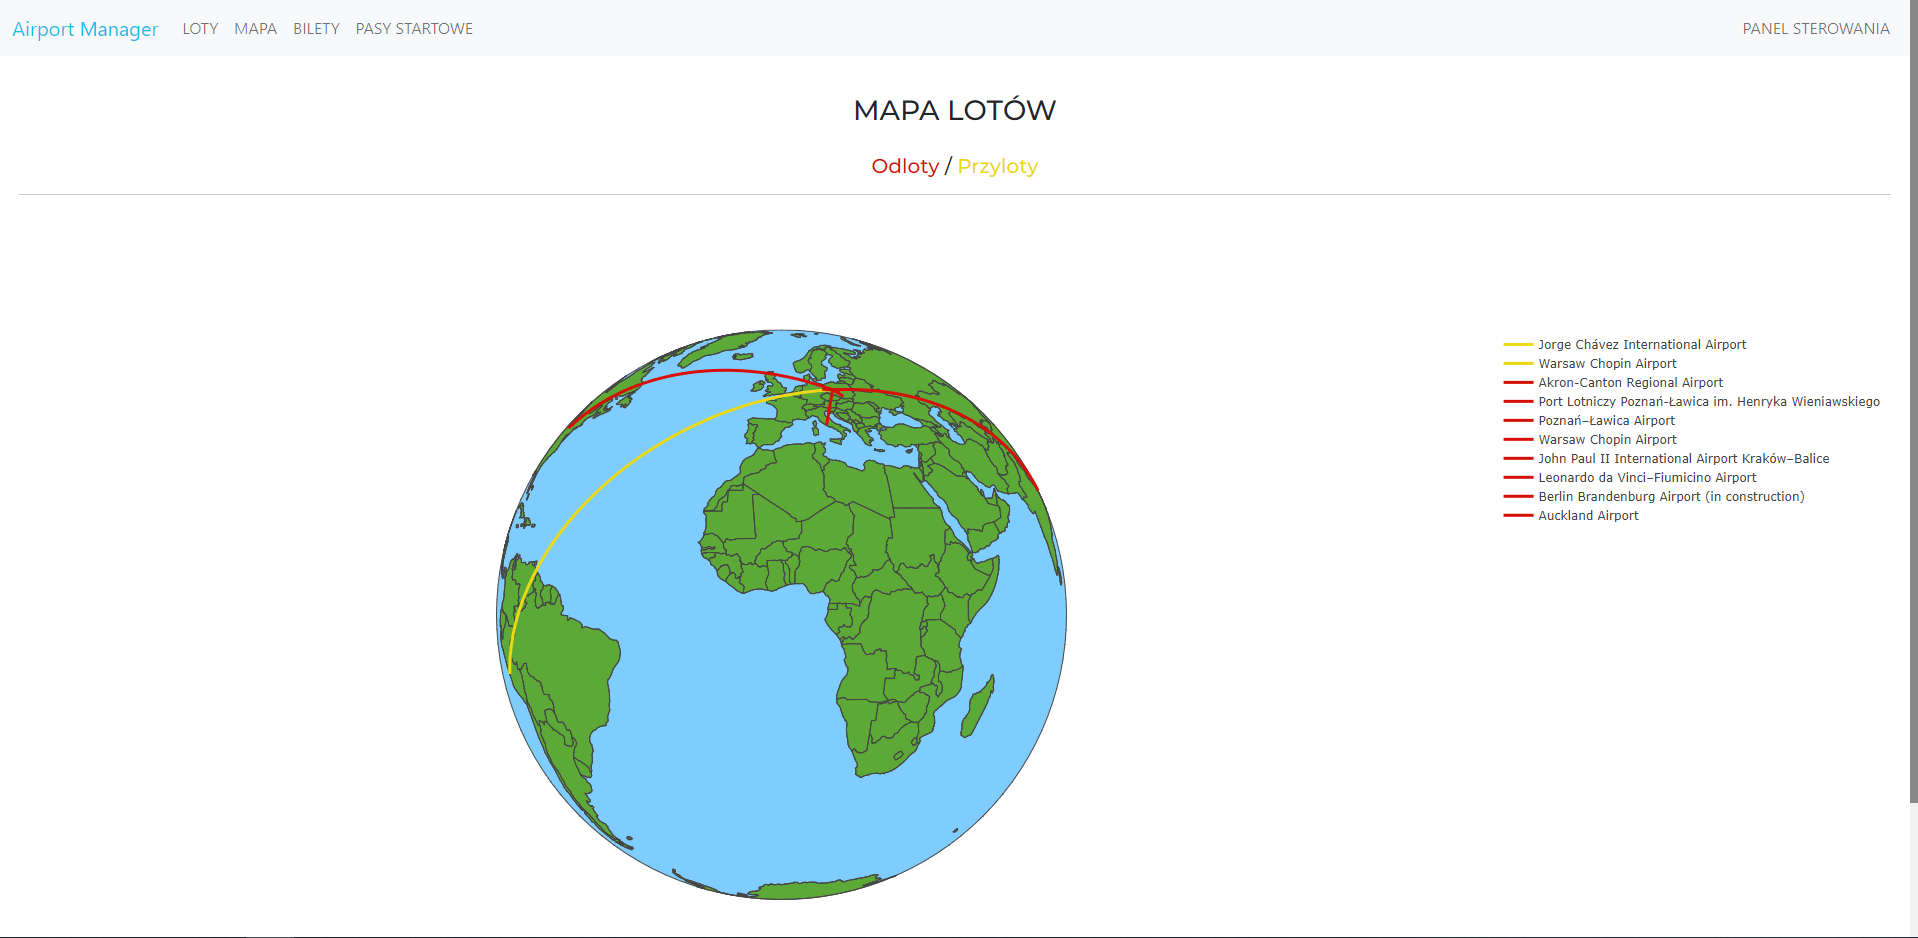 Airport Manager LOTY MAPA BILETY PASY STARTOWE PANEL STEROWANIA
MAPA LOTÓW
Odloty / Przyloty
Jorge Chávez International Airport
Warsaw Chopin Airport
Akron-Canton Regional Airport
Port Lotniczy Poznań-Ławica im. Henryka Wieniawskiego
Poznań–Ławica Airport
Warsaw Chopin Airport
John Paul II International Airport Kraków–Balice
Leonardo da Vinci–Fiumicino Airport
Berlin Brandenburg Airport (in construction)
Auckland Airport